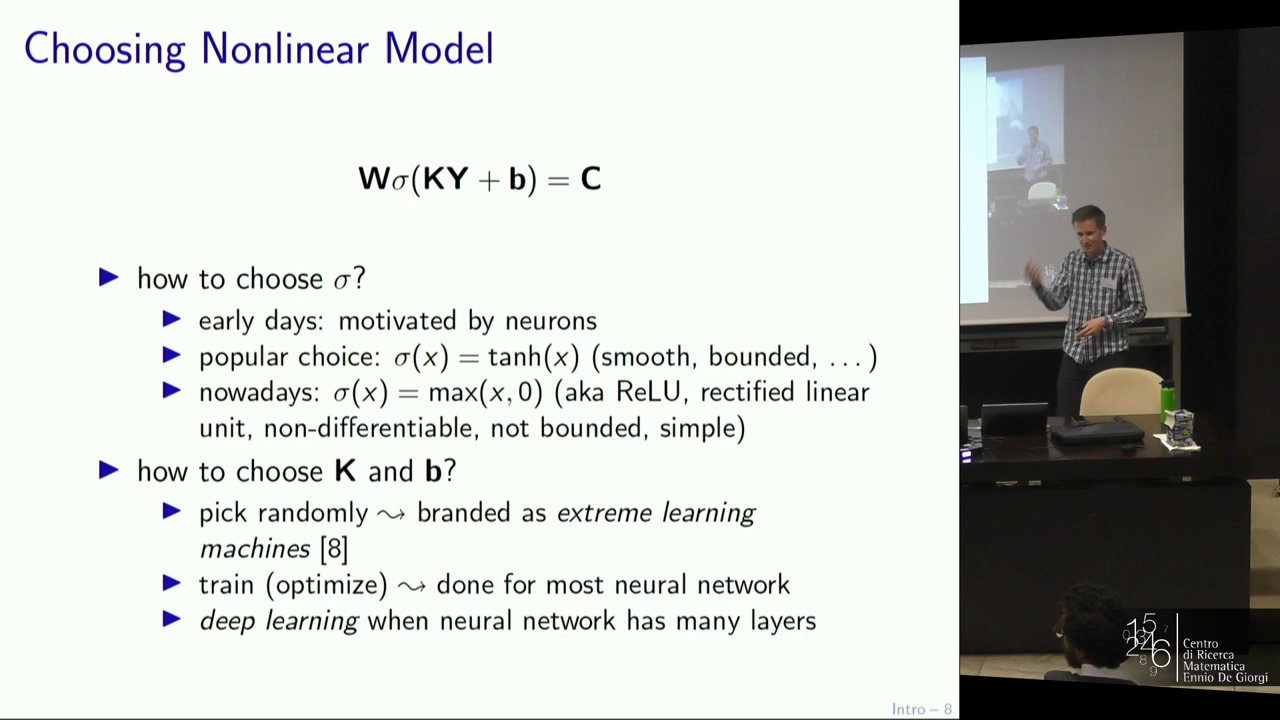 Choosing Nonlinear Model
Wσ(KY + b) = C
▶ how to choose σ?
▶ early days: motivated by neurons
▶ popular choice: σ(x) = tanh(x) (smooth, bounded, ...)
▶ nowadays: σ(x) = max(x, 0) (aka ReLU, rectified linear
unit, non-differentiable, not bounded, simple)
▶ how to choose K and b?
▶ pick randomly ⇝ branded as extreme learning
machines [8]
▶ train (optimize) ⇝ done for most neural network
▶ deep learning when neural network has many layers
Intro – 8
Centro
di Ricerca
Matematica
Ennio De Giorgi